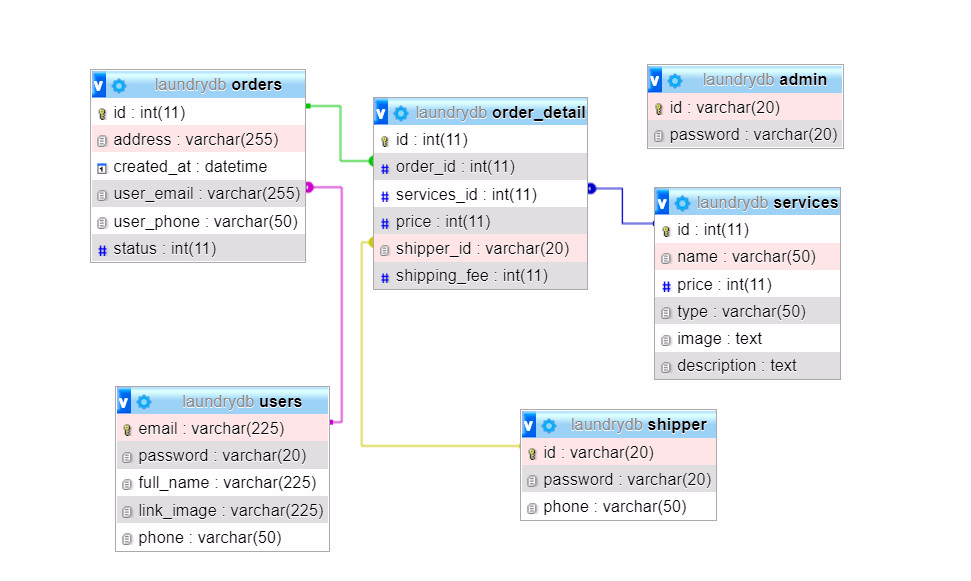 v laundrydb orders
id : int(11)
address : varchar(255)
created_at : datetime
user_email : varchar(255)
user_phone : varchar(50)
# status : int(11)
v laundrydb order_detail
id : int(11)
# order_id : int(11)
# services_id : int(11)
# price : int(11)
shipper_id : varchar(20)
# shipping_fee : int(11)
v laundrydb admin
id : varchar(20)
password : varchar(20)
v laundrydb services
id : int(11)
name : varchar(50)
# price : int(11)
type : varchar(50)
image : text
description : text
v laundrydb users
email : varchar(225)
password : varchar(20)
full_name : varchar(225)
link_image : varchar(225)
phone : varchar(50)
v laundrydb shipper
id : varchar(20)
password : varchar(20)
phone : varchar(50)